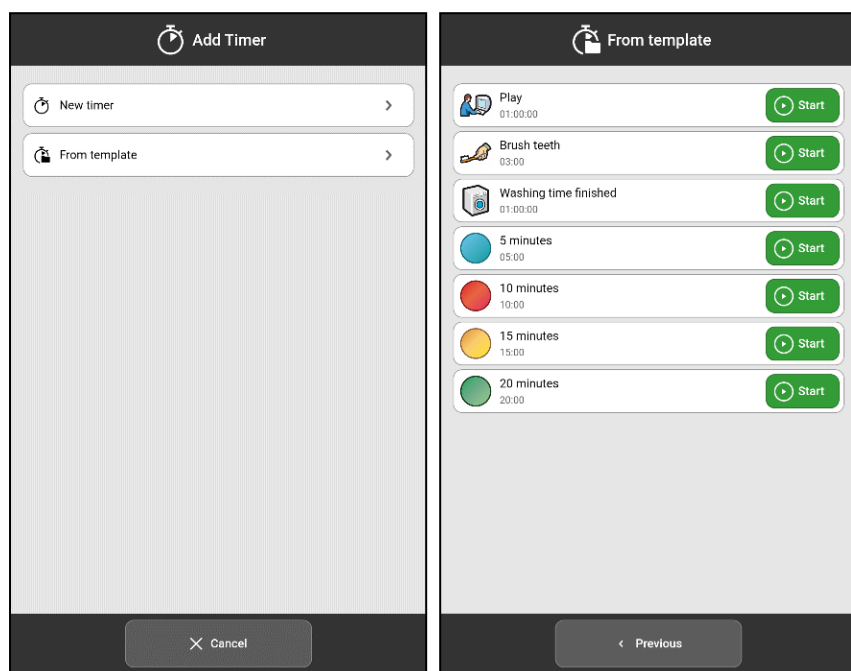 Add Timer
New timer
From template
Cancel
From template
Play
01:00:00
Start
Brush teeth
03:00
Start
Washing time finished
01:00:00
Start
5 minutes
05:00
Start
10 minutes
10:00
Start
15 minutes
15:00
Start
20 minutes
20:00
Start
Previous